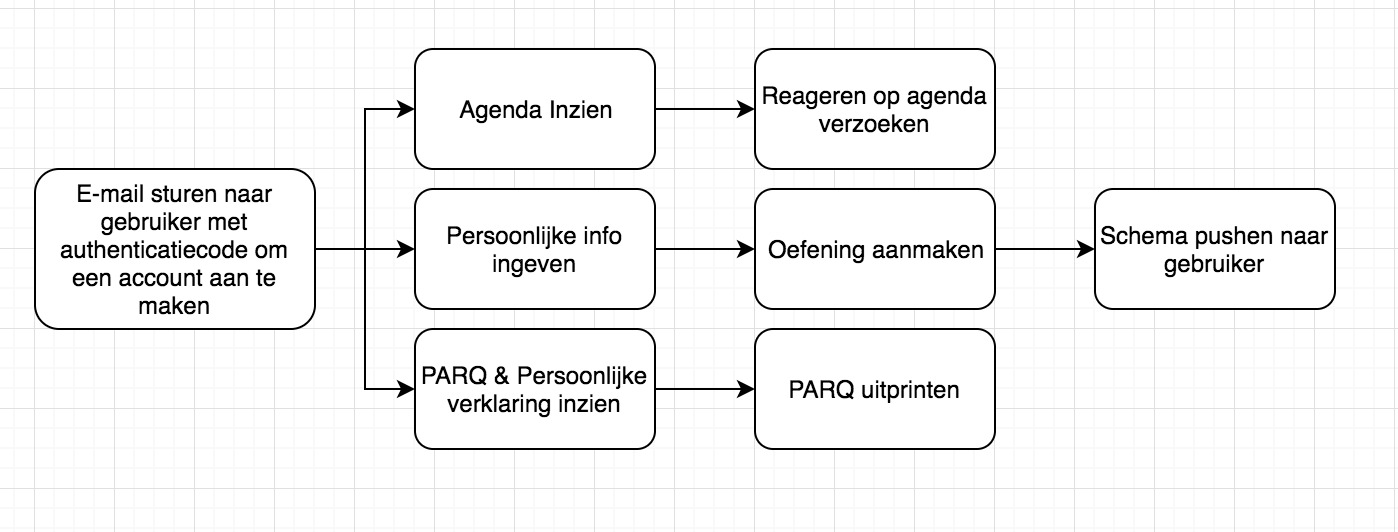 E-mail sturen naar
gebruiker met
authenticatiecode om
een account aan te
maken
Agenda Inzien
Reageren op agenda
verzoeken
Persoonlijke info
ingeven
Oefening aanmaken
Schema pushen naar
gebruiker
PARQ & Persoonlijke
verklaring inzien
PARQ uitprinten